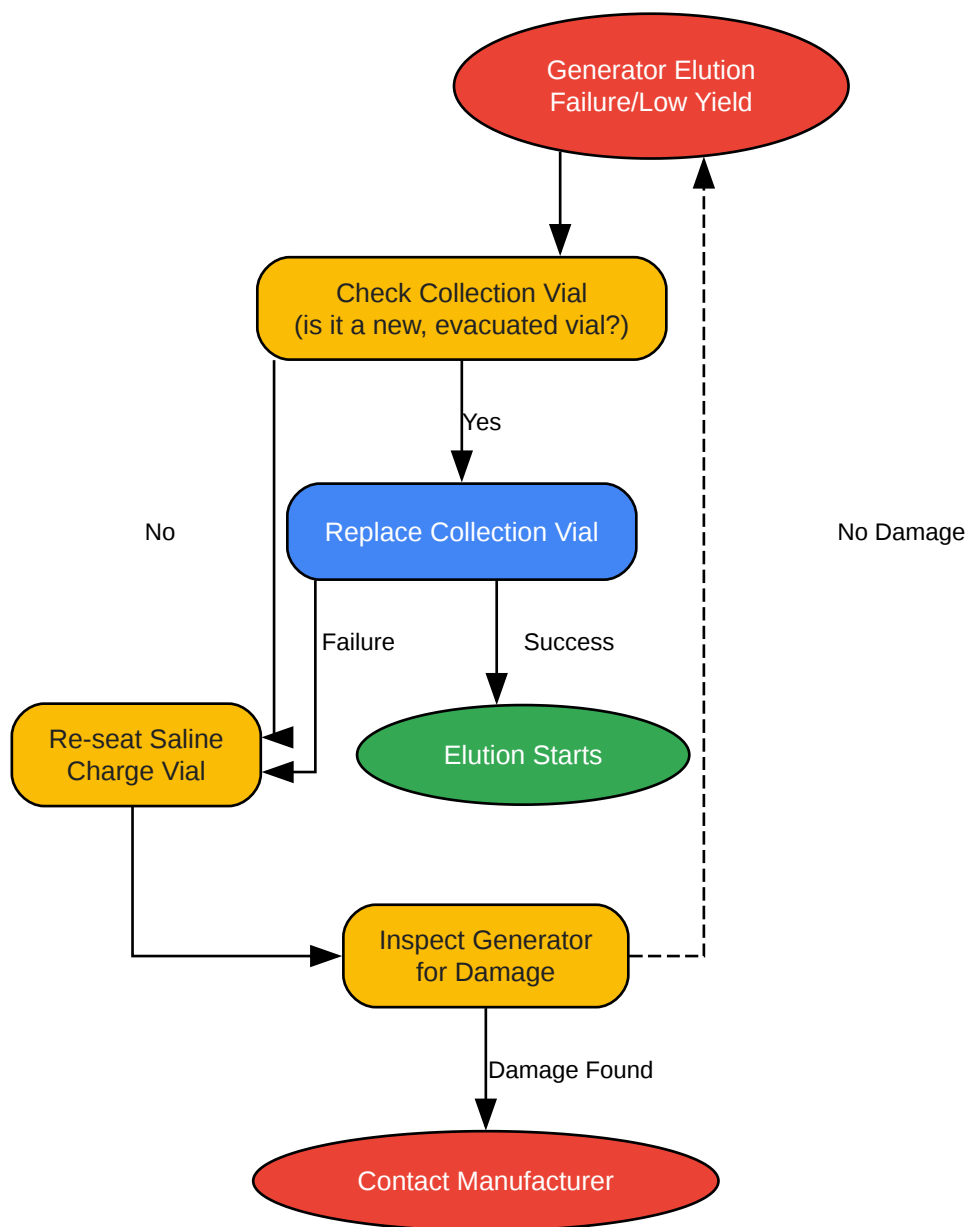 Generator Elution
Failure/Low Yield
Check Collection Vial
(is it a new, evacuated vial?)
Yes
Replace Collection Vial
No
No Damage
Failure
Success
Re-seat Saline
Charge Vial
Elution Starts
Inspect Generator
for Damage
Damage Found
Contact Manufacturer